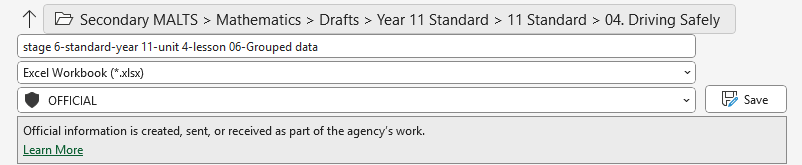 Secondary MALTS > Mathematics > Drafts > Year 11 Standard > 11 Standard > 04. Driving Safely
stage 6-standard-year 11-unit 4-lesson 06-Grouped data
Excel Workbook (*.xlsx)
OFFICIAL
Save
Official information is created, sent, or received as part of the agency's work.
Learn More